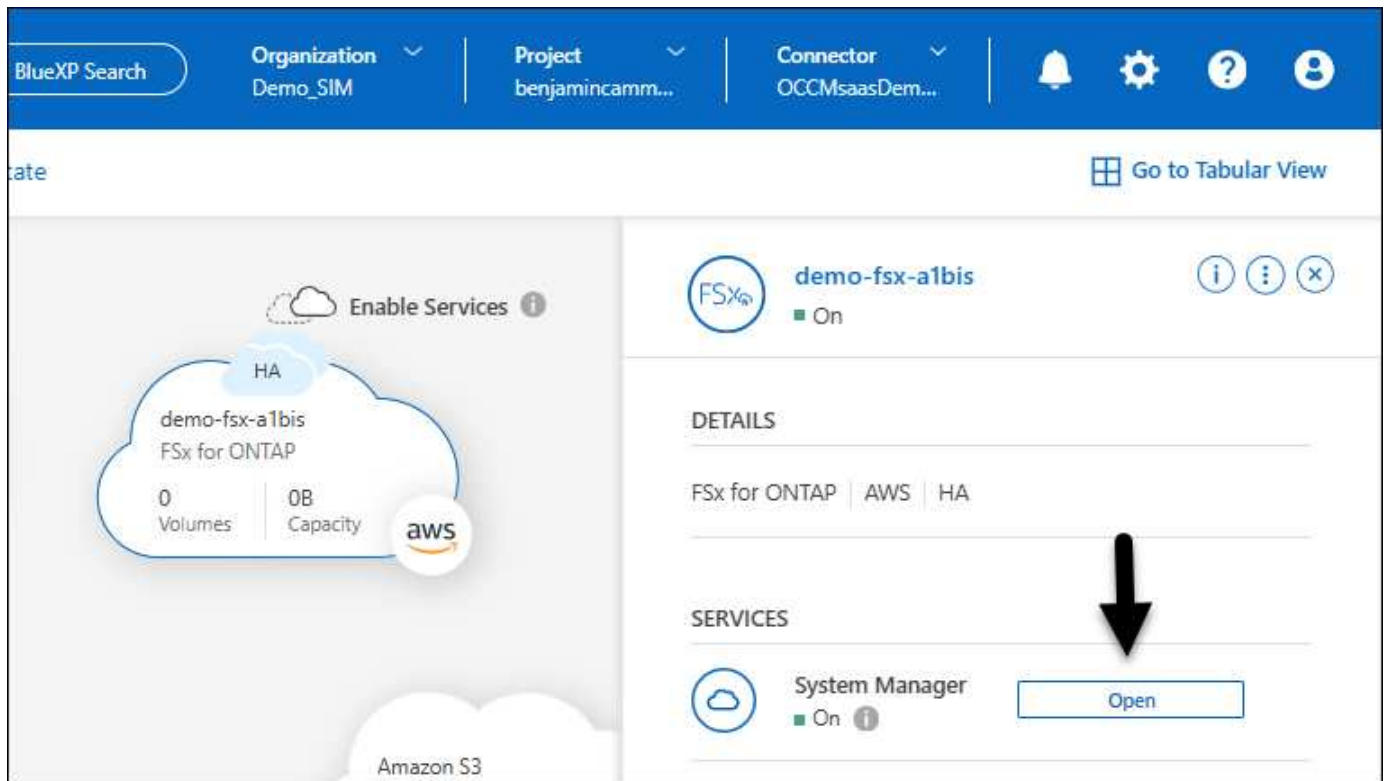 BlueXP Search
Organization
Demo_SIM
Project
benjamincamm...
Connector
OCCMsaasDem...
Go to Tabular View
Enable Services
HA
demo-fsx-a1bis
FSx for ONTAP
0
Volumes
0B
Capacity
aws
Amazon S3
FSx
demo-fsx-a1bis
On
DETAILS
FSx for ONTAP | AWS | HA
SERVICES
System Manager
On
Open